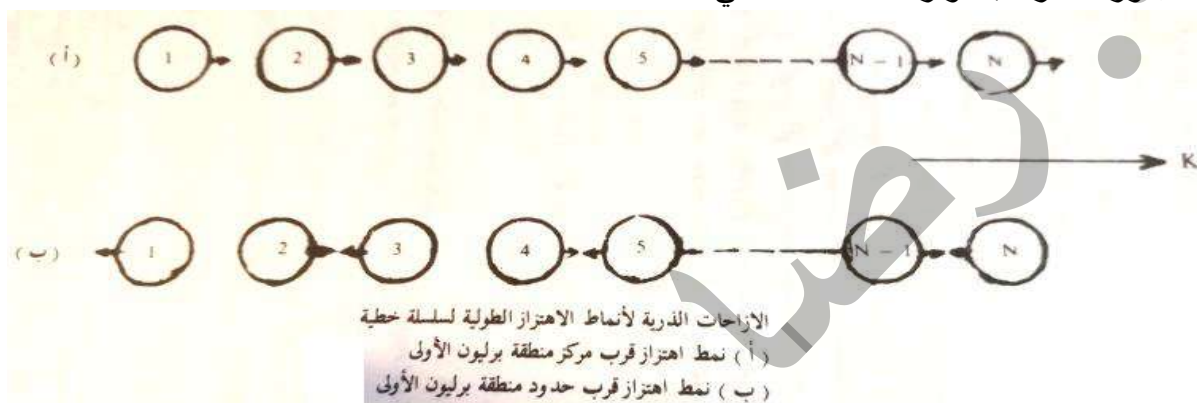 (أ) 1 2 3 4 5 N - 1 N
K
(ب) 1 2 3 4 5 N - 1 N
الازاحات الذرية لأنماط الاهتزاز الطولية لسلسلة خطية
(أ) نمط اهتزاز قرب مركز منطقة برليون الأولى
(ب) نمط اهتزاز قرب حدود منطقة برليون الأولى